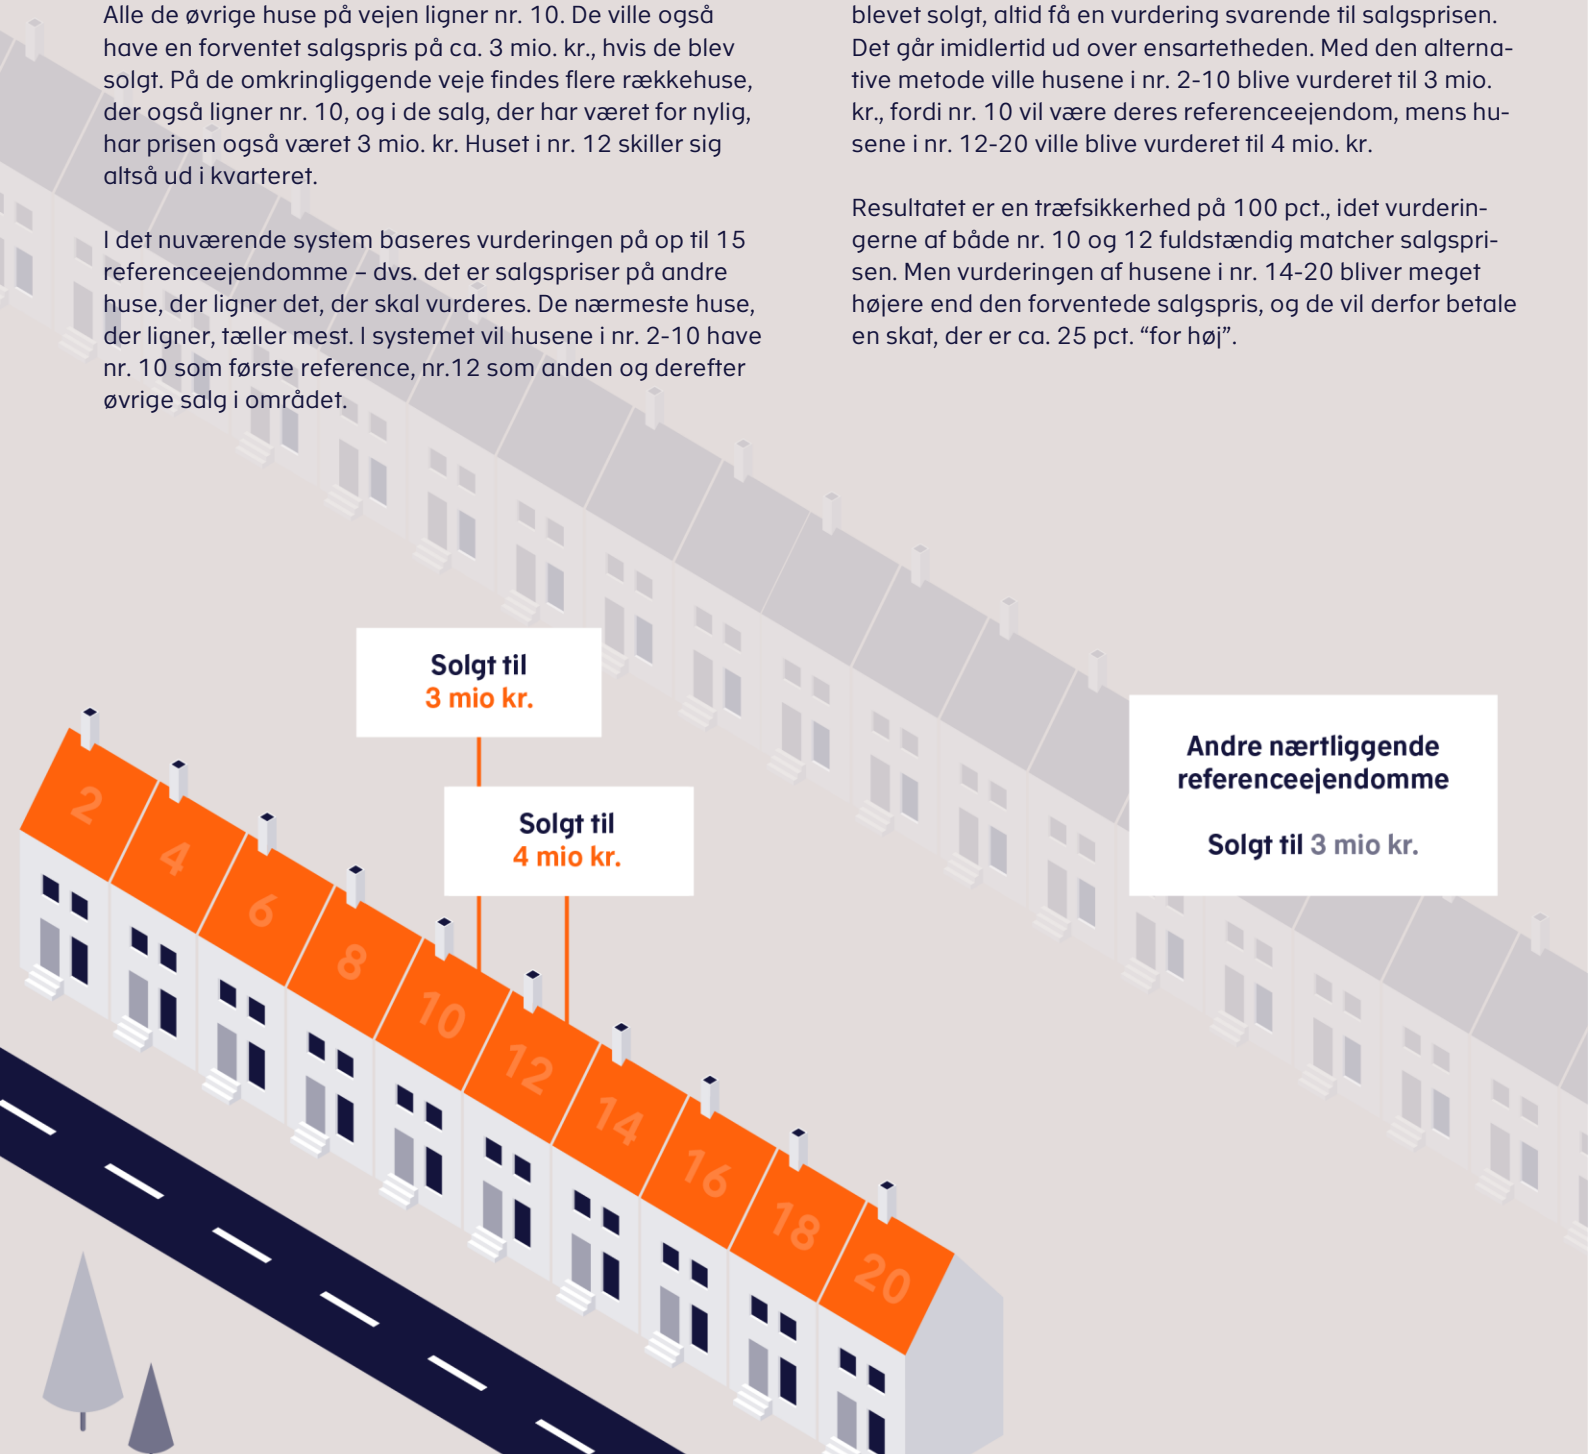 Alle de øvrige huse på vejen ligner nr. 10. De ville også
have en forventet salgspris på ca. 3 mio. kr., hvis de blev
solgt. På de omkringliggende veje findes flere rækkehuse,
der også ligner nr. 10, og i de salg, der har været for nylig,
har prisen også været 3 mio. kr. Huset i nr. 12 skiller sig
altså ud i kvarteret.
I det nuværende system baseres vurderingen på op til 15
referenceejendomme – dvs. det er salgspriser på andre
huse, der ligner det, der skal vurderes. De nærmeste huse,
der ligner, tæller mest. I systemet vil husene i nr. 2-10 have
nr. 10 som første reference, nr.12 som anden og derefter
øvrige salg i området.
blevet solgt, altid få en vurdering svarende til salgsprisen.
Det går imidlertid ud over ensartetheden. Med den alterna-
tive metode ville husene i nr. 2-10 blive vurderet til 3 mio.
kr., fordi nr. 10 vil være deres referenceejendom, mens hu-
sene i nr. 12-20 ville blive vurderet til 4 mio. kr.
Resultatet er en træfsikkerhed på 100 pct., idet vurderin-
gerne af både nr. 10 og 12 fuldstændig matcher salgspri-
sen. Men vurderingen af husene i nr. 14-20 bliver meget
højere end den forventede salgspris, og de vil derfor betale
en skat, der er ca. 25 pct. “for høj”.
Solgt til
3 mio kr.
Solgt til
4 mio kr.
Andre nærtliggende
referenceejendomme
Solgt til 3 mio kr.
2
4
6
8
10
12
14
16
18
20